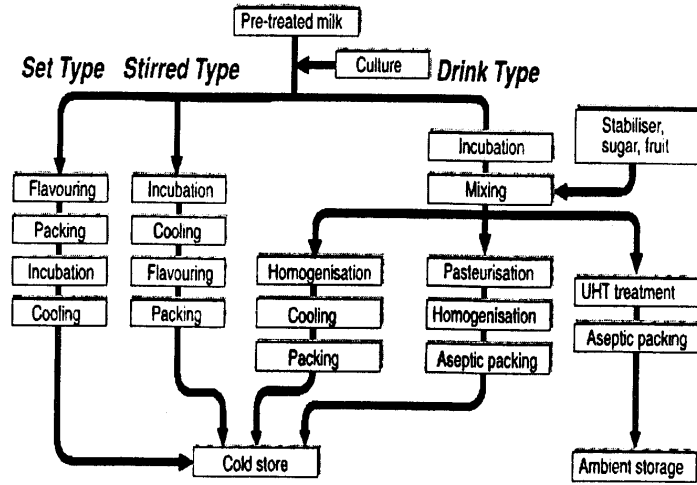 Pre-treated milk
Culture
Set Type
Stirred Type
Drink Type
Stabiliser,
sugar, fruit
Incubation
Mixing
Flavouring
Packing
Incubation
Cooling
Incubation
Cooling
Flavouring
Packing
Homogenisation
Cooling
Packing
Pasteurisation
Homogenisation
Aseptic packing
UHT treatment
Aseptic packing
Cold store
Ambient storage